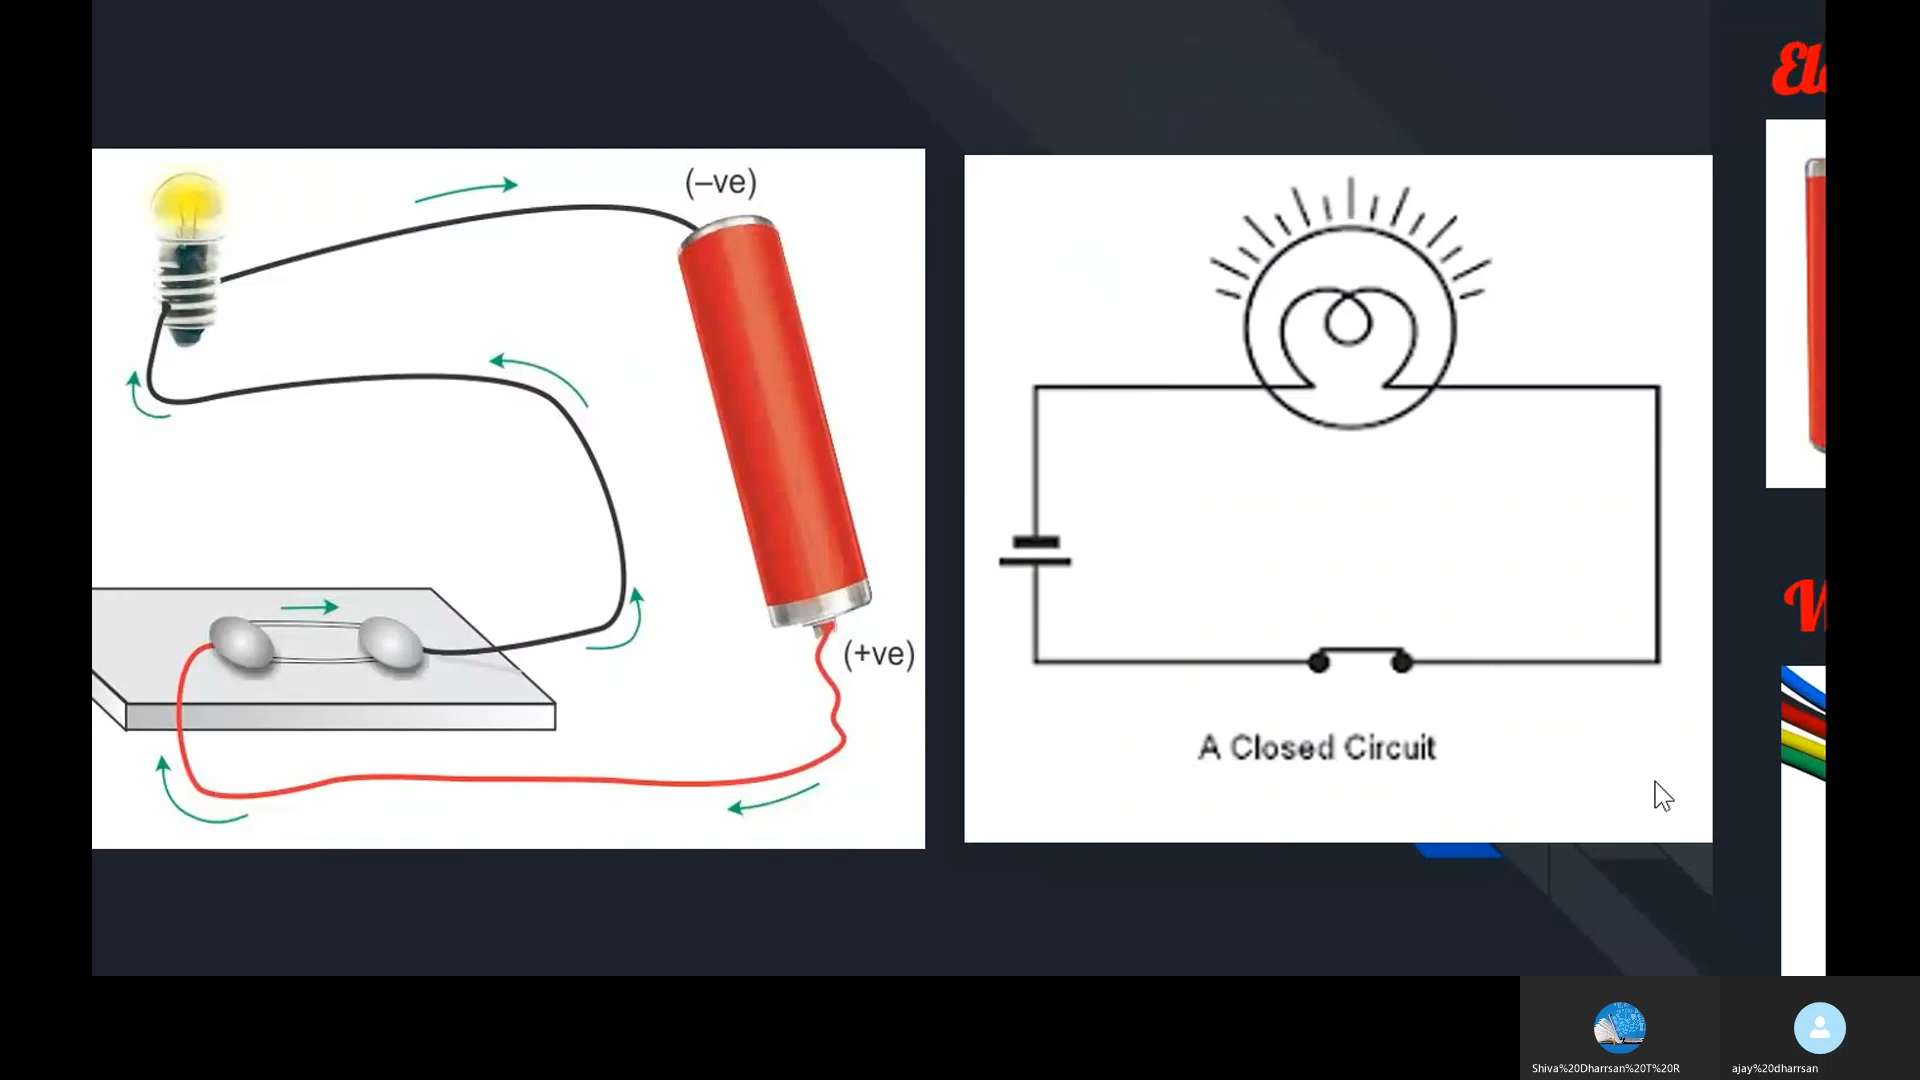 (–ve)
(+ve)
A Closed Circuit
Shiva%20Dharrsan%20T%20R
ajay%20dharrsan